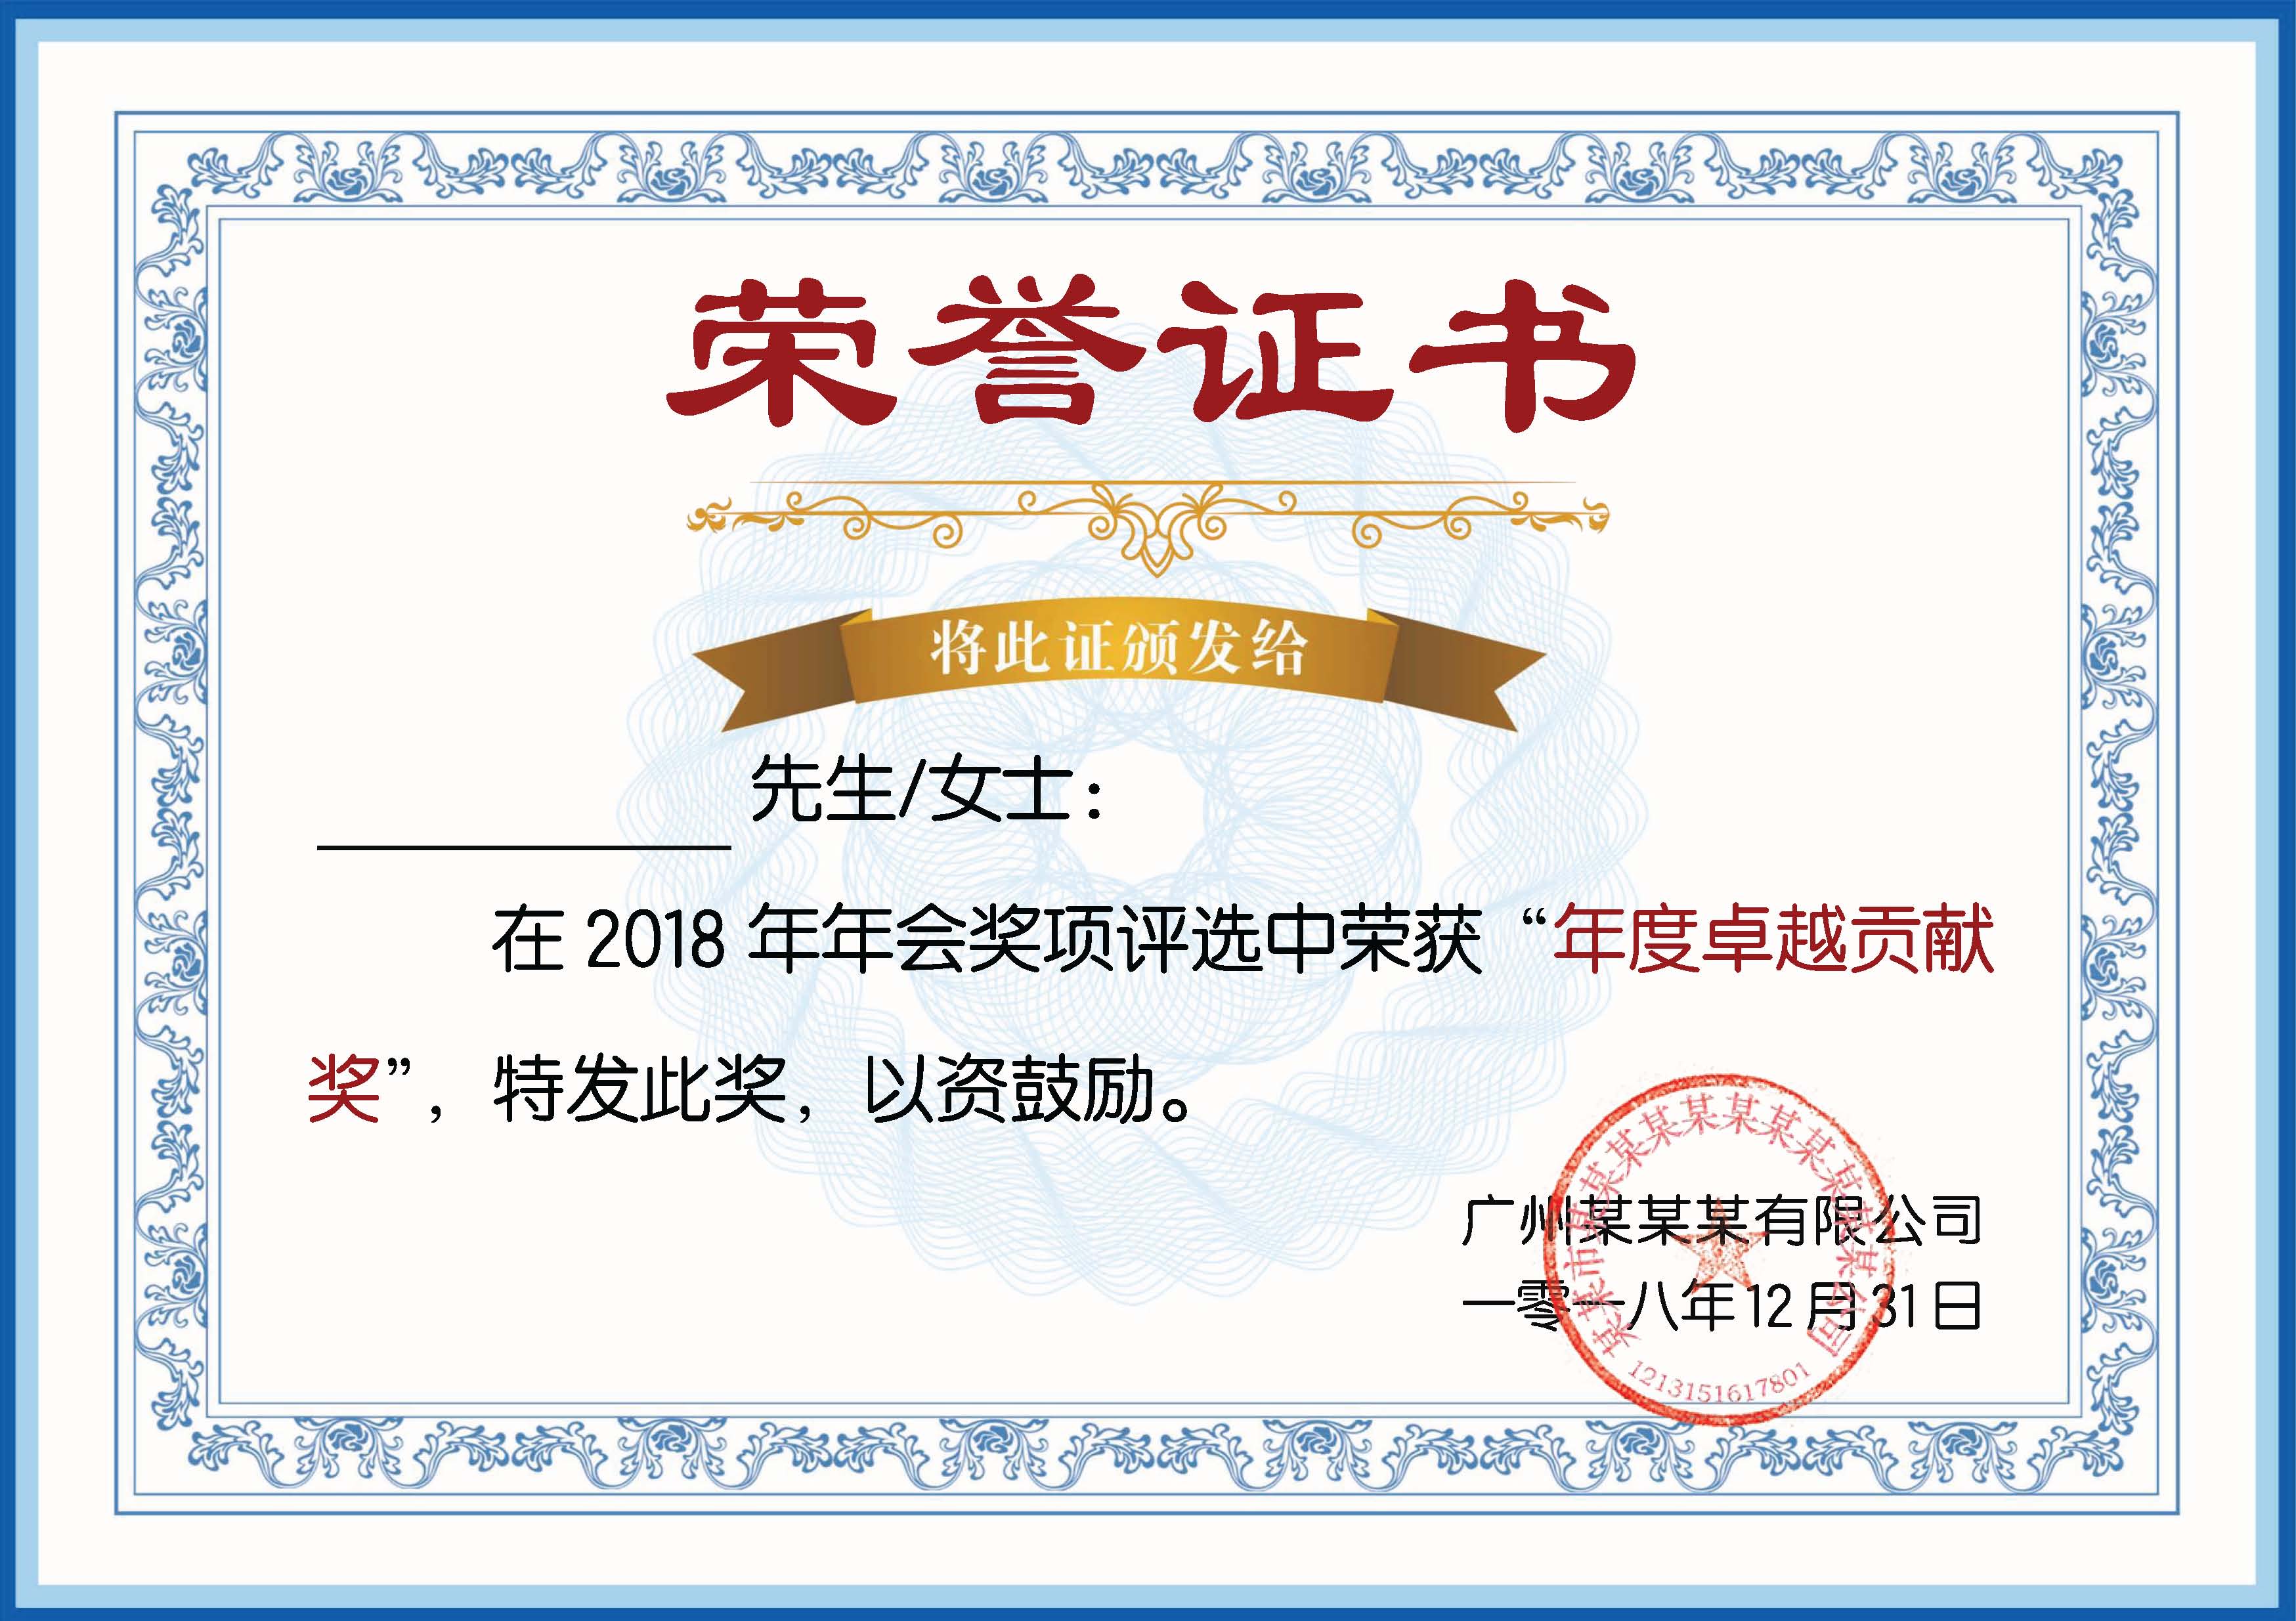 荣誉证书
将此证颁发给
先生/女士：
在 2018 年年会奖项评选中荣获“年度卓越贡献
奖”，特发此奖，以资鼓励。
广州某某某有限公司
一零一八年12月31日
某某市某某某某某某某某某某某公司
1213151617801